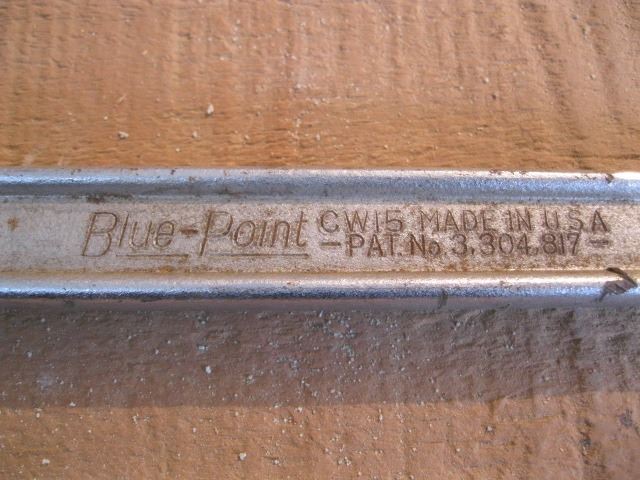 Blue-Point CW15 MADE IN U.S.A
-PAT. No 3,304,817-